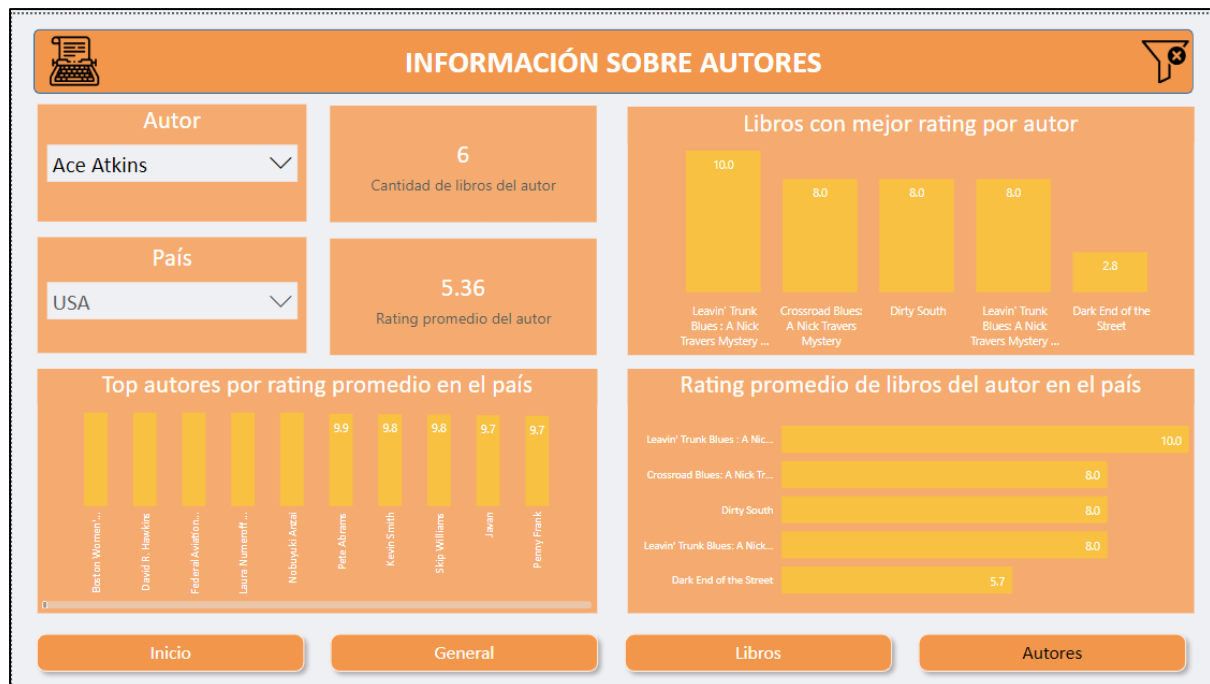 INFORMACIÓN SOBRE AUTORES
Autor
Ace Atkins
6
Cantidad de libros del autor
País
USA
5.36
Rating promedio del autor
Libros con mejor rating por autor
10.0
8.0
8.0
8.0
2.8
Leavin' Trunk
Blues : A Nick
Travers Mystery ...
Crossroad Blues:
A Nick Travers
Mystery
Dirty South
Leavin' Trunk
Blues: A Nick
Travers Mystery ...
Dark End of the
Street
Top autores por rating promedio en el país
9.9
9.8
9.8
9.7
9.7
Boston Women'...
David R. Hawkins
Federal Aviation...
Laura Numeroff ...
Nobuyuki Anzai
Pete Abrams
Kevin Smith
Skip Williams
Javan
Penny Frank
Rating promedio de libros del autor en el país
Leavin' Trunk Blues : A Nic...
10.0
Crossroad Blues: A Nick Tr...
8.0
Dirty South
8.0
Leavin' Trunk Blues: A Nick...
8.0
Dark End of the Street
5.7
Inicio
General
Libros
Autores